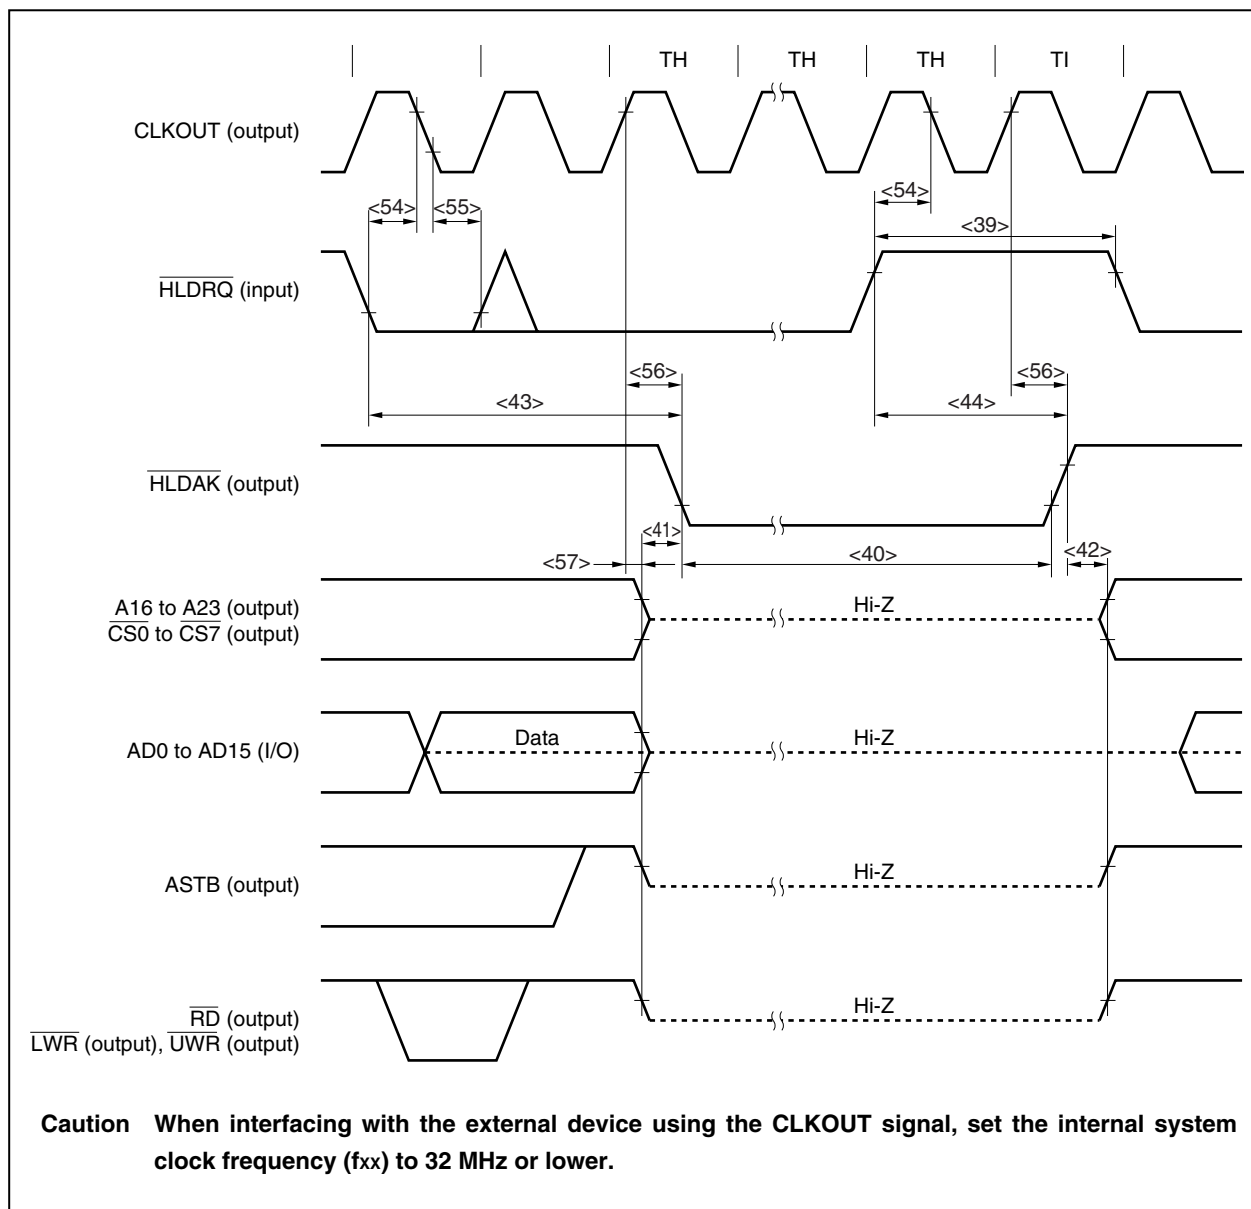 TH TH TH TI
CLKOUT (output)
<54> <55> <54>
<39>
HLDRQ (input)
<56> <56>
<43> <44>
HLDAK (output)
<41>
<57> <40> <42>
A16 to A23 (output) Hi-Z
CS0 to CS7 (output)
AD0 to AD15 (I/O) Data Hi-Z
ASTB (output) Hi-Z
RD (output) Hi-Z
LWR (output), UWR (output)
Caution When interfacing with the external device using the CLKOUT signal, set the internal system
clock frequency (fxx) to 32 MHz or lower.